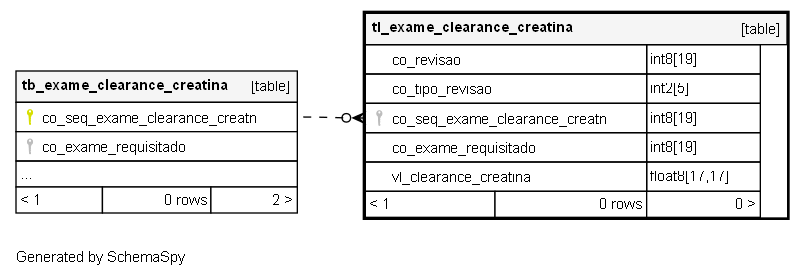 tl_exame_clearance_creatina [table]
co_revisao int8[19]
co_tipo_revisao int2[5]
co_seq_exame_clearance_creatn int8[19]
co_exame_requisitado int8[19]
vl_clearance_creatina float8[17,17]
< 1 0 rows 0 >
tb_exame_clearance_creatina [table]
co_seq_exame_clearance_creatn
co_exame_requisitado
...
< 1 0 rows 2 >
Generated by SchemaSpy